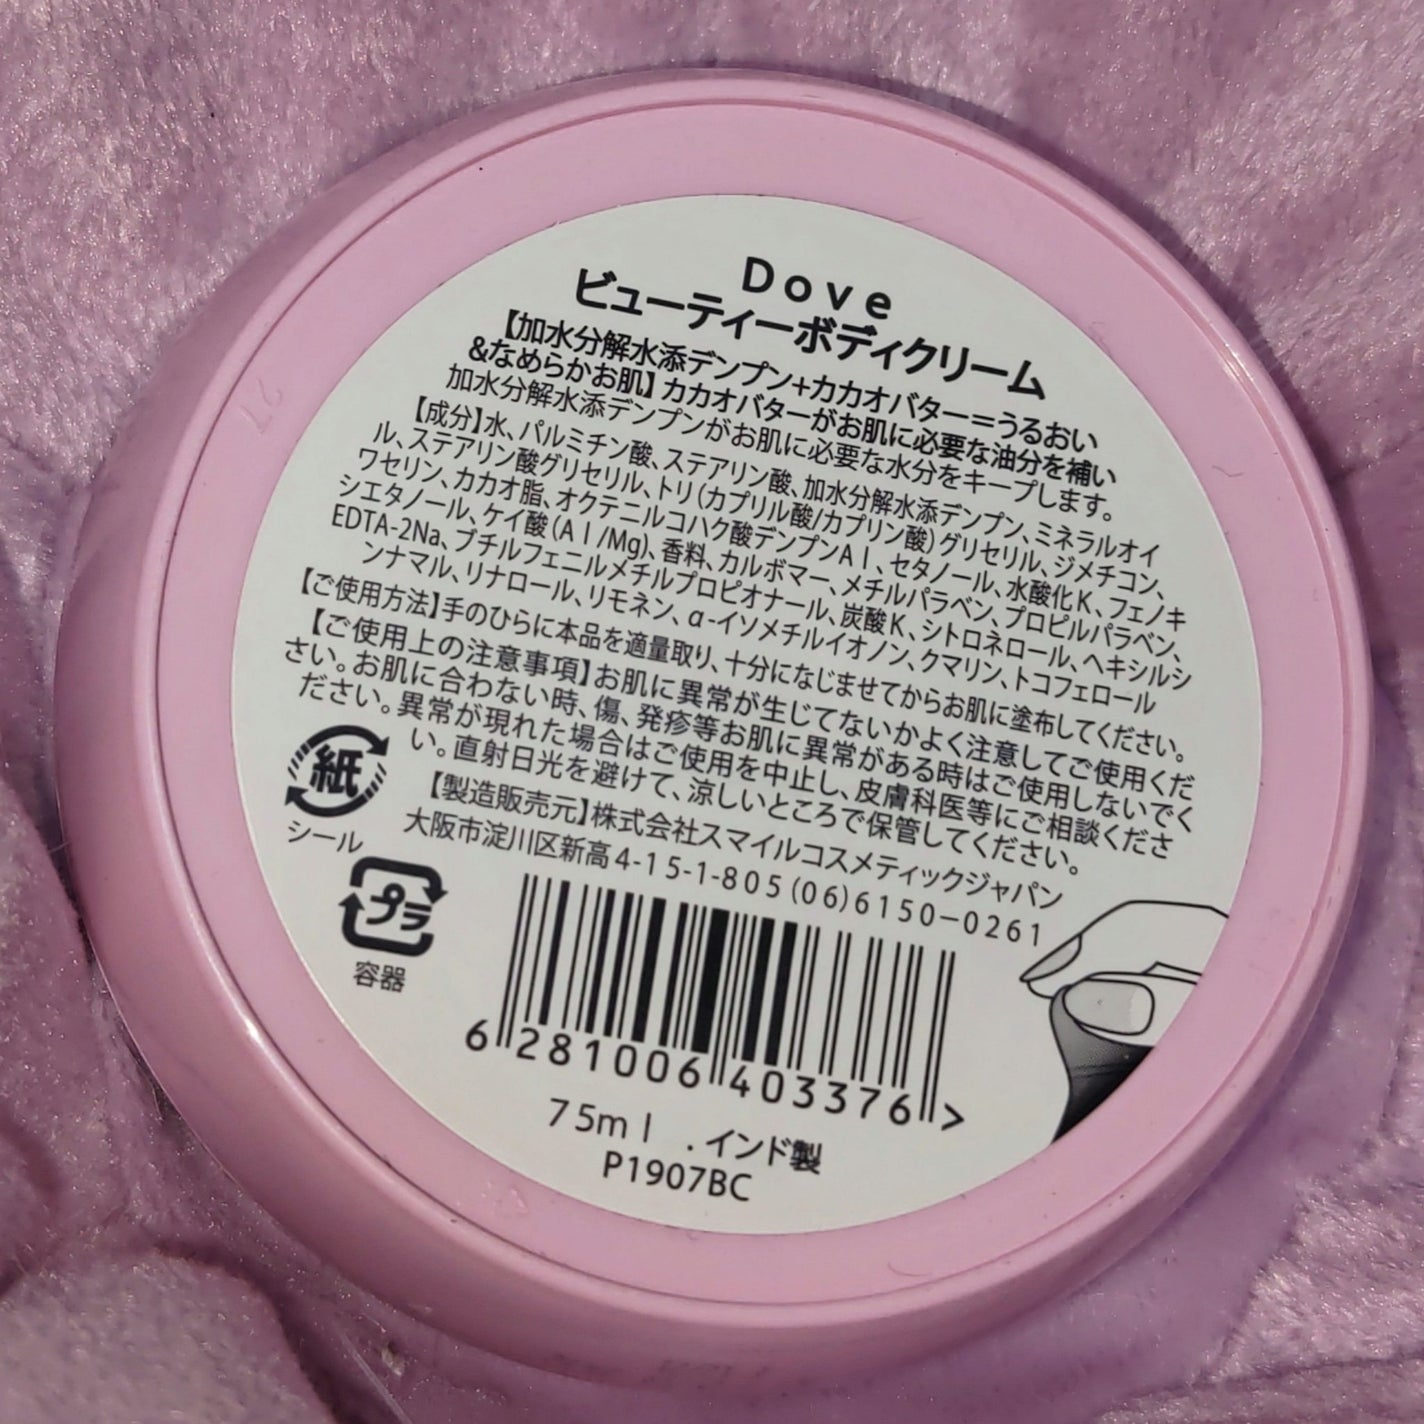 Dove
ビューティーボディクリーム
【加水分解水添デンプン+カカオバター=うるおい
&なめらかお肌】カカオバターがお肌に必要な油分を補い
加水分解水添デンプンがお肌に必要な水分をキープします。
【成分】水、パルミチン酸、ステアリン酸、加水分解水添デンプン、ミネラルオイ
ル、ステアリン酸グリセリル、トリ(カプリル酸/カプリン酸)グリセリル、ジメチコン、
ワセリン、カカオ脂、オクテニルコハク酸デンプンAl、セタノール、水酸化K、フェノキ
シエタノール、ケイ酸(Al/Mg)、香料、カルボマー、メチルパラベン、プロピルパラベン、
EDTA-2Na、ブチルフェニルメチルプロピオナール、炭酸K、シトロネロール、ヘキシルシ
ンナマル、リナロール、リモネン、α-イソメチルイオノン、クマリン、トコフェロール
【ご使用方法】手のひらに本品を適量取り、十分になじませてからお肌に塗布してください。
【ご使用上の注意事項】お肌に異常が生じてないかよく注意してご使用くだ
さい。お肌に合わない時、傷、発疹等お肌に異常がある時はご使用しないでく
ださい。異常が現れた場合はご使用を中止し、皮膚科医等にご相談くださ
い。直射日光を避けて、涼しいところで保管してください。
【製造販売元】株式会社スマイルコスメティックジャパン
大阪市淀川区新高4-15-1-805(06)6150-0261
紙
シール
プラ
容器
6 281006 403376 >
75ml .インド製
P1907BC
27